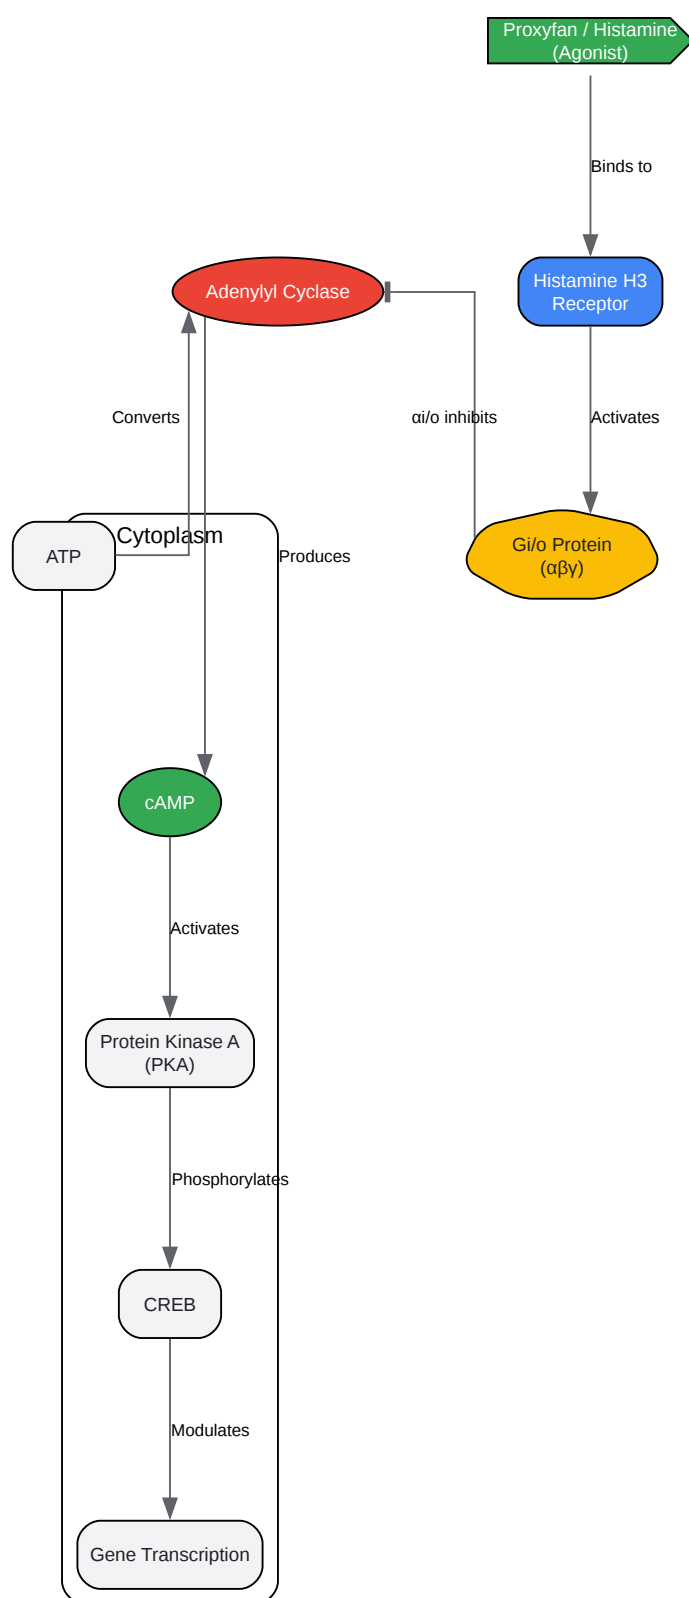 Proxyfan / Histamine
(Agonist)
Binds to
Adenylyl Cyclase
Histamine H3
Receptor
Converts
αi/o inhibits
Activates
Cytoplasm
ATP
Produces
Gi/o Protein
(αβγ)
cAMP
Activates
Protein Kinase A
(PKA)
Phosphorylates
CREB
Modulates
Gene Transcription